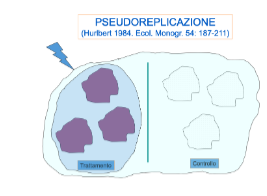 PSEUDOREPLICAZIONE
(Hurlbert 1984. Ecol. Monogr. 54: 187-211)
Trattamento
Controllo